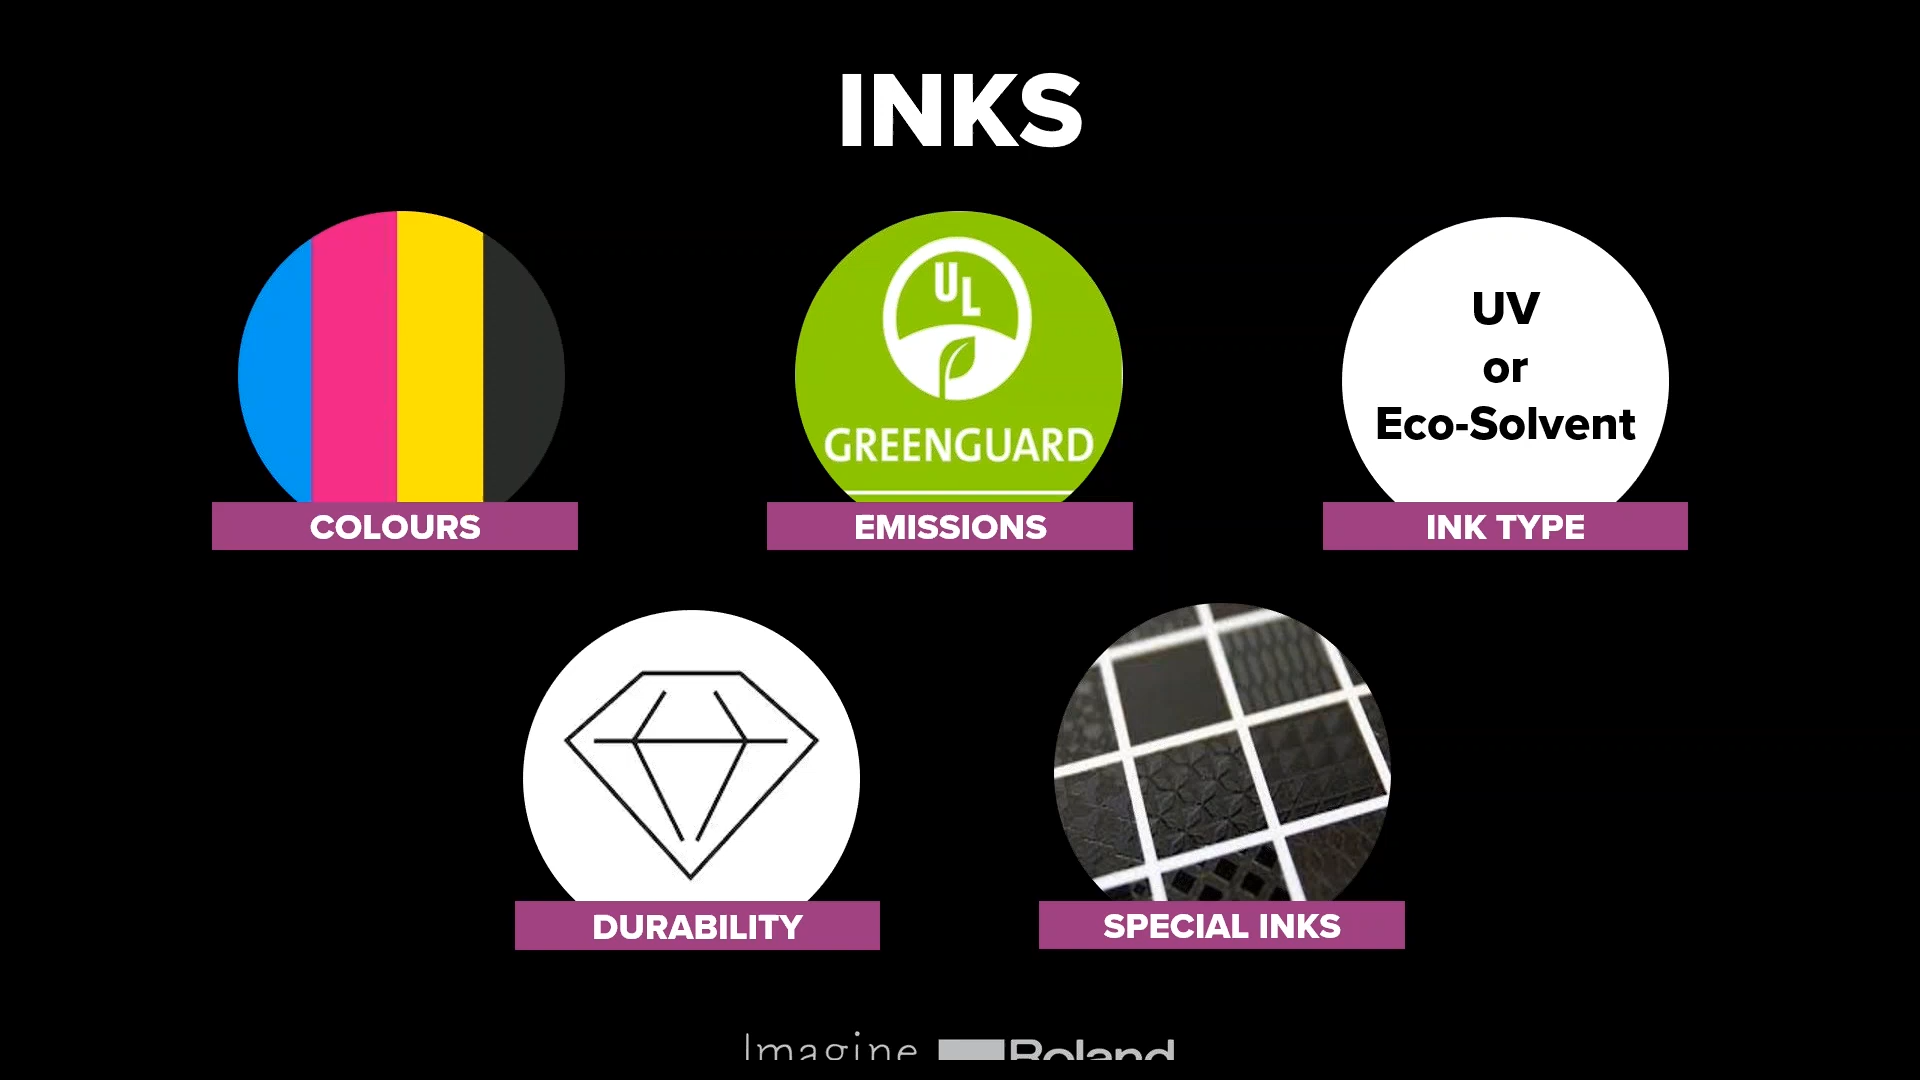 INKS
UL
GREENGUARD
UV
or
Eco-Solvent
COLOURS
EMISSIONS
INK TYPE
DURABILITY
SPECIAL INKS
Imagine Roland